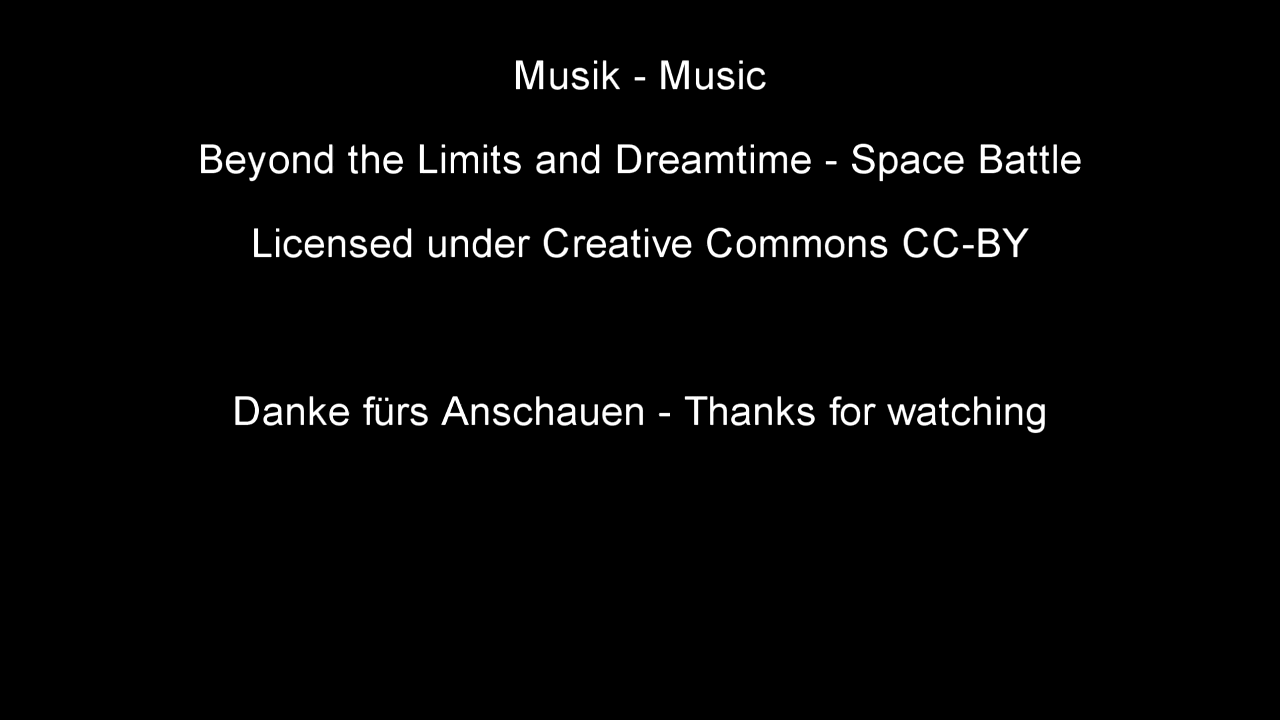 Musik - Music
Beyond the Limits and Dreamtime - Space Battle
Licensed under Creative Commons CC-BY
Danke fürs Anschauen - Thanks for watching